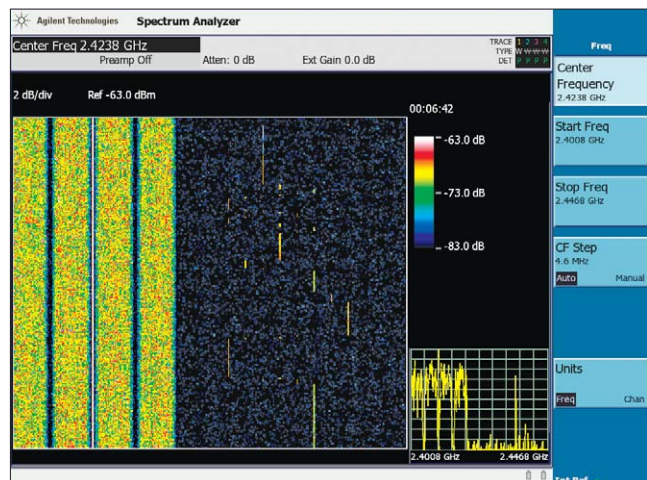 Agilent Technologies Spectrum Analyzer
Center Freq 2.4238 GHz
TRACE 1 2 3 4
TYPE W W W W
DET P P P P
Preamp Off Atten: 0 dB Ext Gain 0.0 dB
2 dB/div Ref -63.0 dBm
00:06:42
-63.0 dB
-73.0 dB
-83.0 dB
2.4008 GHz 2.4468 GHz
Freq
Center
Frequency
2.4238 GHz
Start Freq
2.4008 GHz
Stop Freq
2.4468 GHz
CF Step
4.6 MHz
Auto Manual
Units
Freq Chan
Int Ref